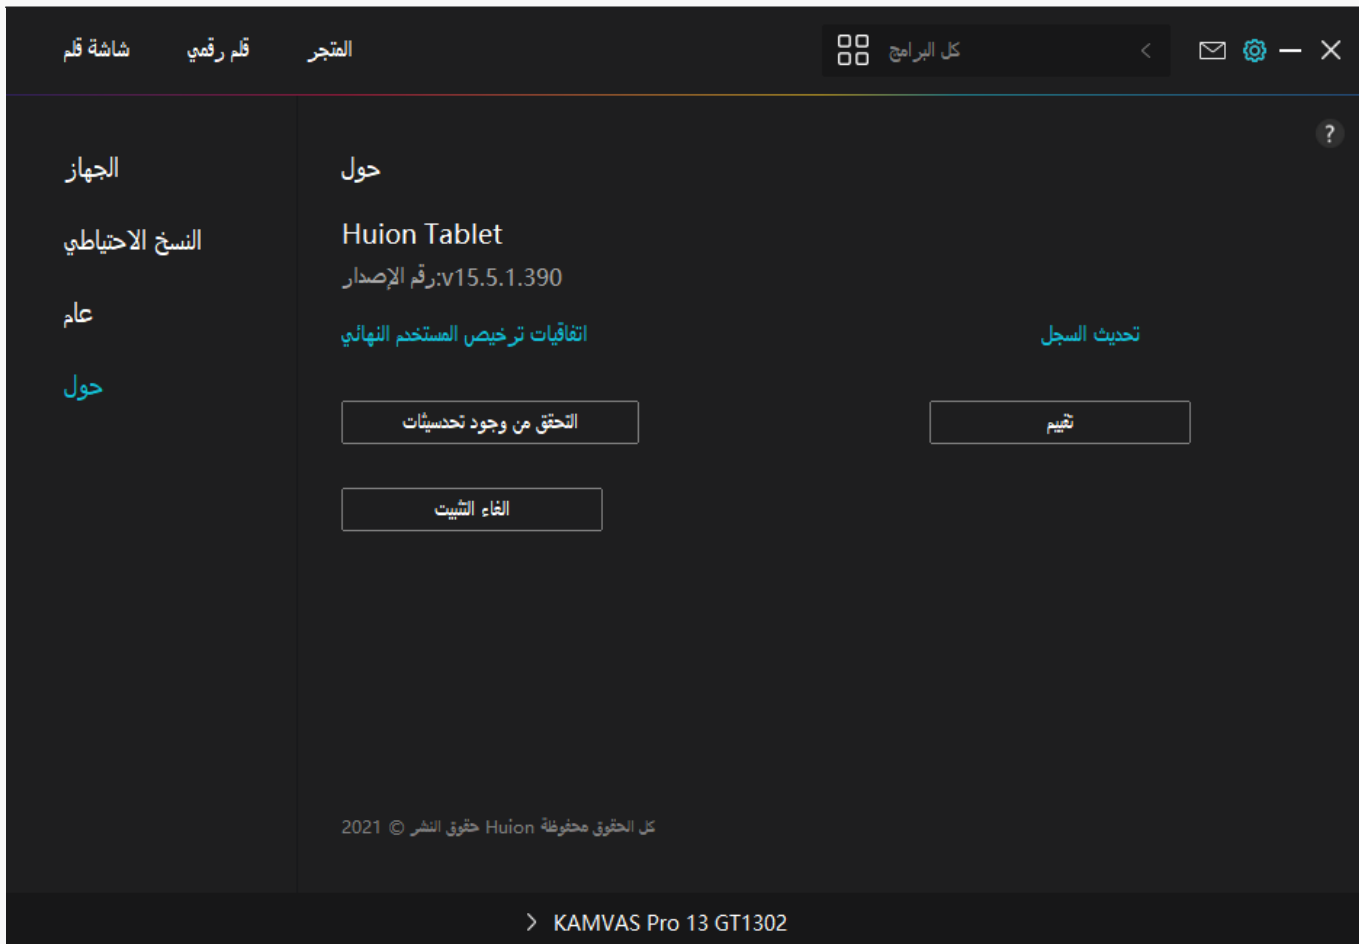 شاشة قلم
قلم رقمي
المتجر
كل البرامج
?
الجهاز
النسخ الاحتياطي
عام
حول
حول
Huion Tablet
رقم الإصدار:v15.5.1.390
اتفاقيات ترخيص المستخدم النهائي
تحديث السجل
التحقق من وجود تحدسيثات
تقييم
الغاء التثبيت
كل الحقوق محفوظة Huion حقوق النشر © 2021
KAMVAS Pro 13 GT1302